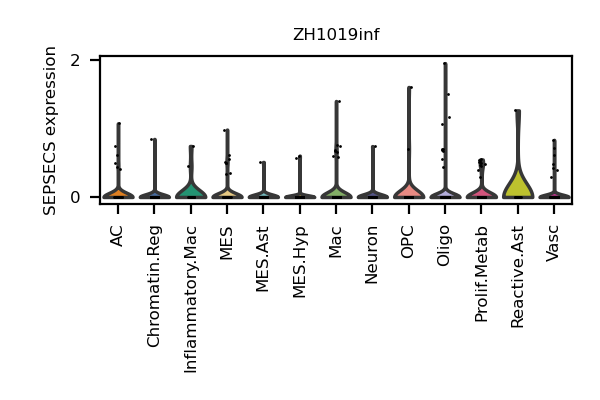 ZH1019inf
SEPSECS expression
2
0
AC
Chromatin.Reg
Inflammatory.Mac
MES
MES.Ast
MES.Hyp
Mac
Neuron
OPC
Oligo
Prolif.Metab
Reactive.Ast
Vasc